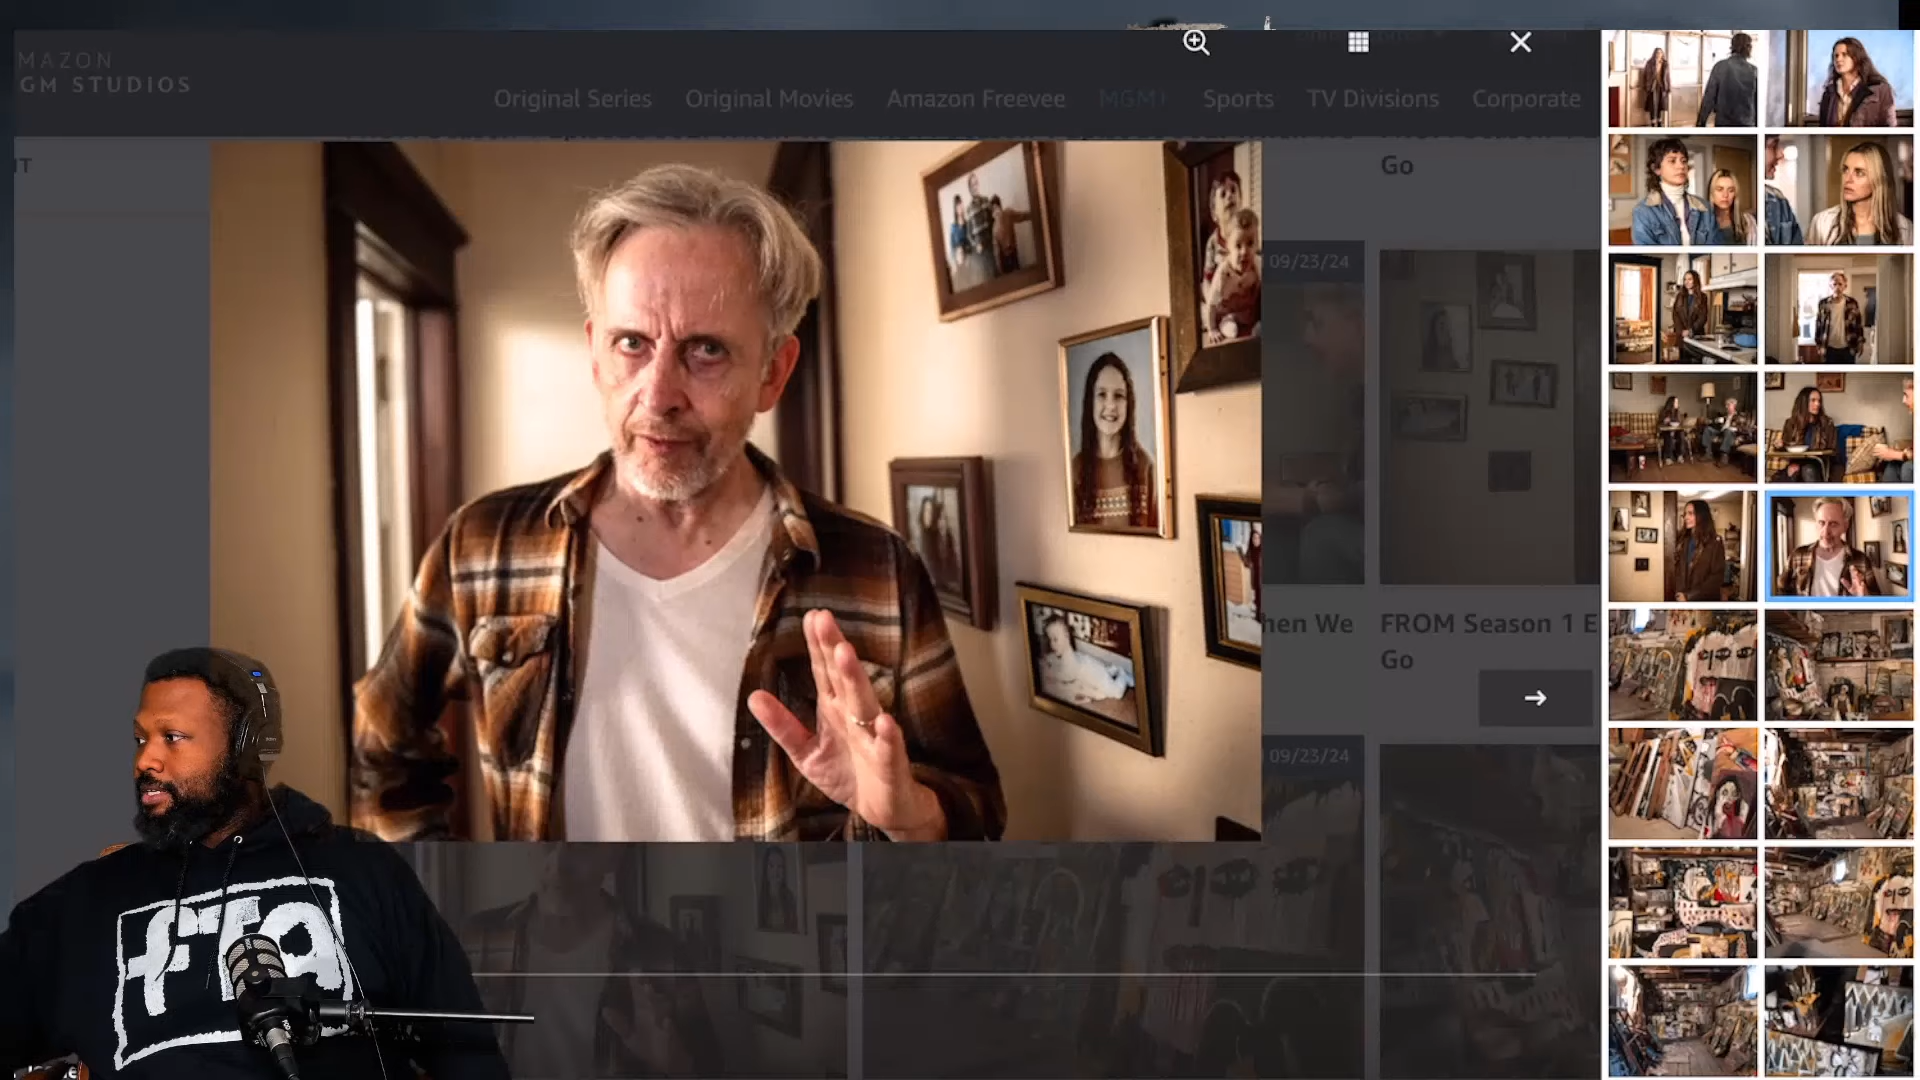 MAZON
GM STUDIOS
Original Series
Original Movies
Amazon Freevee
MGM+
Sports
TV Divisions
Corporate
Go
09/23/24
hen We
FROM Season 1 E
Go
09/23/24
FTA